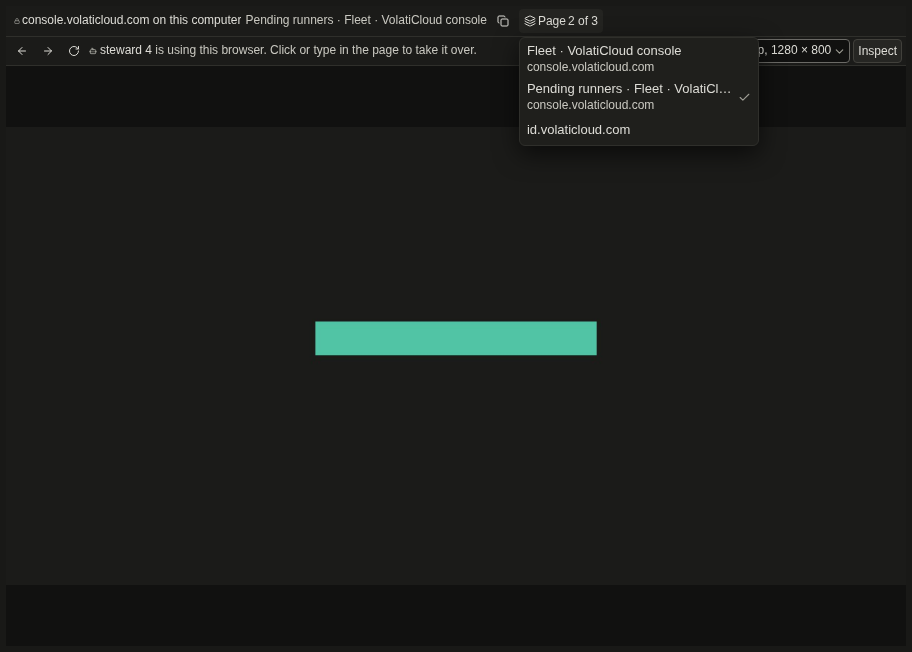 console.volaticloud.com on this computer Pending runners · Fleet · VolatiCloud console Page 2 of 3
steward 4 is using this browser. Click or type in the page to take it over.
p, 1280 × 800 Inspect
Fleet · VolatiCloud console
console.volaticloud.com
Pending runners · Fleet · VolatiCl…
console.volaticloud.com
id.volaticloud.com